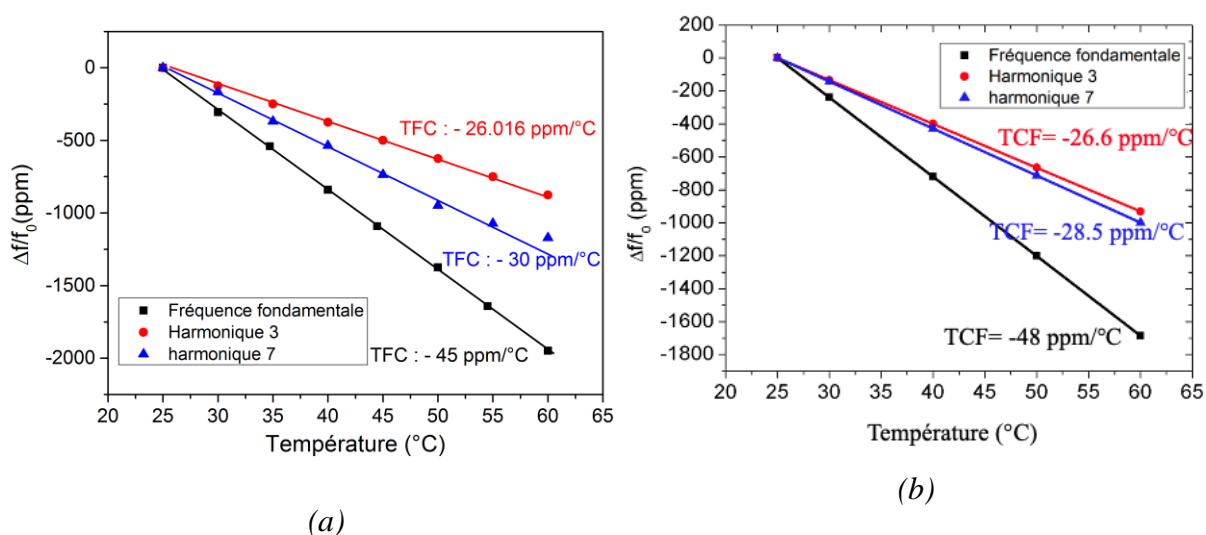 0
-500
-1000
-1500
-2000
Δf/f₀(ppm)
TFC : - 26.016 ppm/°C
TFC : - 30 ppm/°C
Fréquence fondamentale
Harmonique 3
harmonique 7
TFC : - 45 ppm/°C
20 25 30 35 40 45 50 55 60 65
Température (°C)
(a)
200
0
-200
-400
-600
-800
-1000
-1200
-1400
-1600
-1800
Δf/f₀ (ppm)
Fréquence fondamentale
Harmonique 3
harmonique 7
TCF= -26.6 ppm/°C
TCF= -28.5 ppm/°C
TCF= -48 ppm/°C
20 25 30 35 40 45 50 55 60 65
Température (°C)
(b)